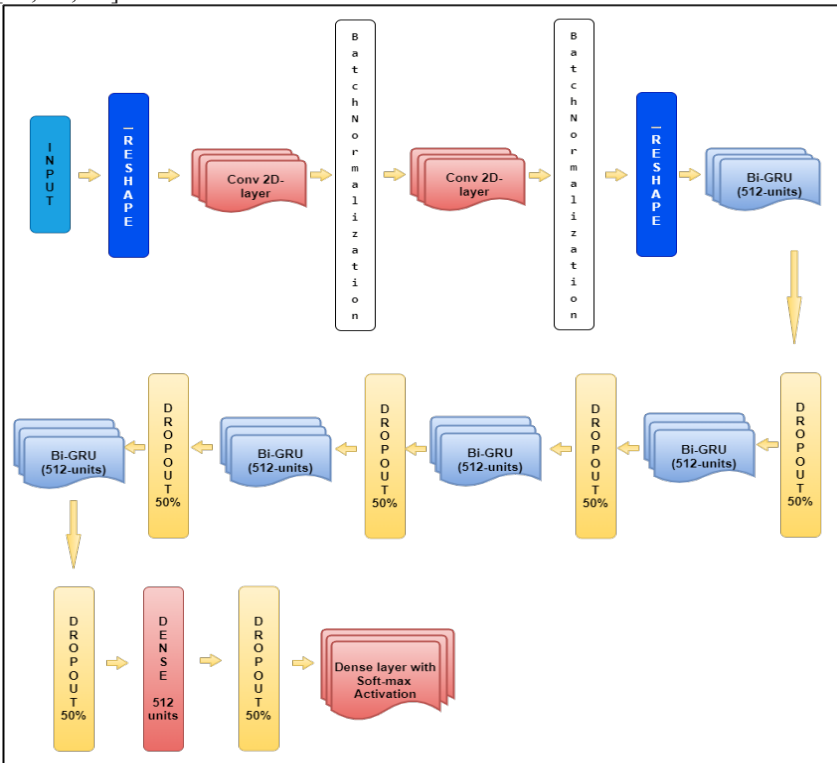 INPUT
RESHAPE
Conv 2D-
layer
BatchNormalization
Conv 2D-
layer
BatchNormalization
RESHAPE
Bi-GRU
(512-units)
DROPOUT
50%
Bi-GRU
(512-units)
DROPOUT
50%
Bi-GRU
(512-units)
DROPOUT
50%
Bi-GRU
(512-units)
DROPOUT
50%
Bi-GRU
(512-units)
DROPOUT
50%
DENSE
512
units
DROPOUT
50%
Dense layer with
Soft-max
Activation